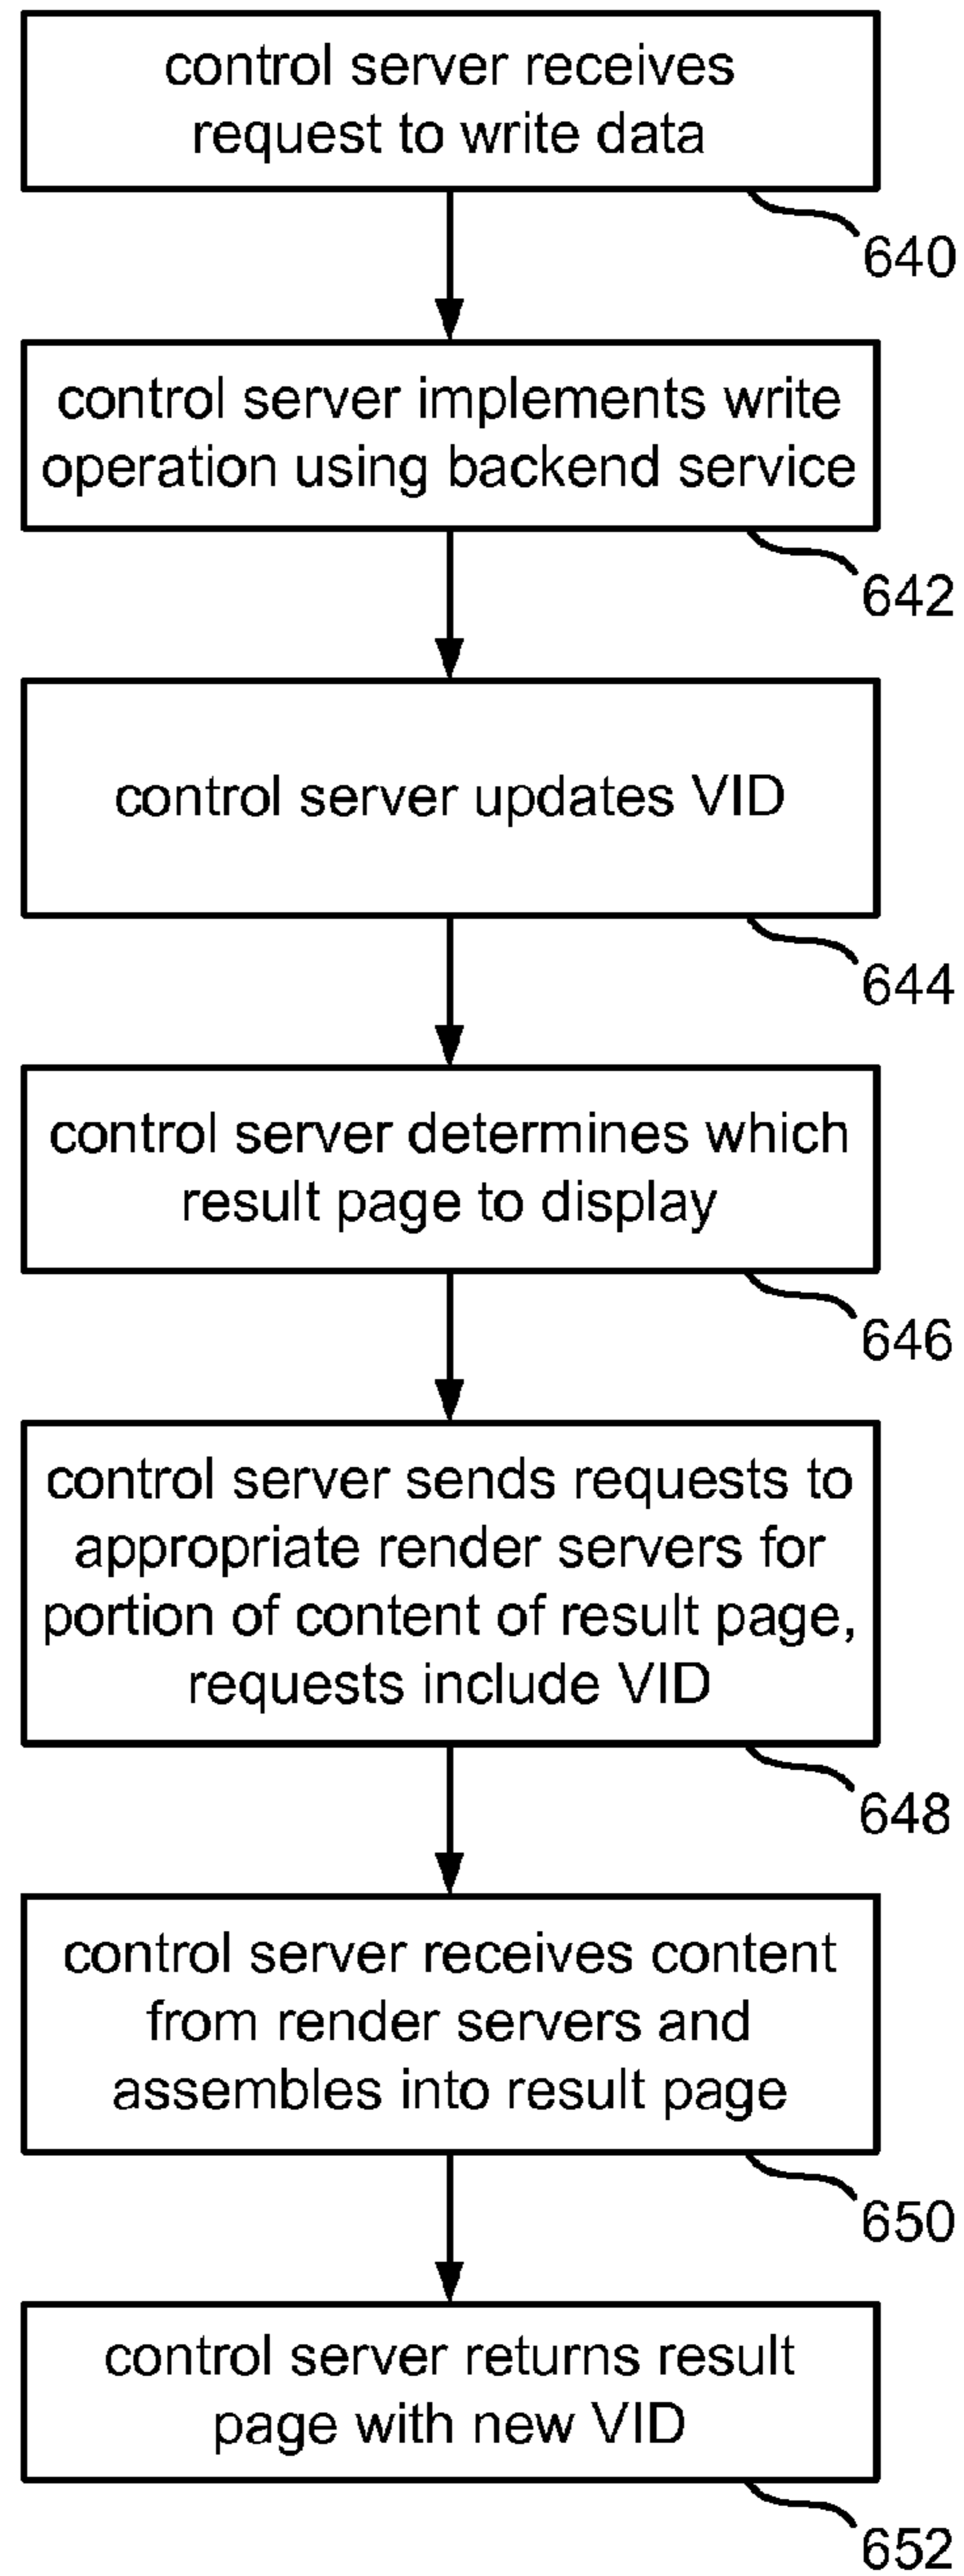 control server receives
request to write data
640
control server implements write
operation using backend service
642
control server updates VID
644
control server determines which
result page to display
646
control server sends requests to
appropriate render servers for
portion of content of result page,
requests include VID
648
control server receives content
from render servers and
assembles into result page
650
control server returns result
page with new VID
652